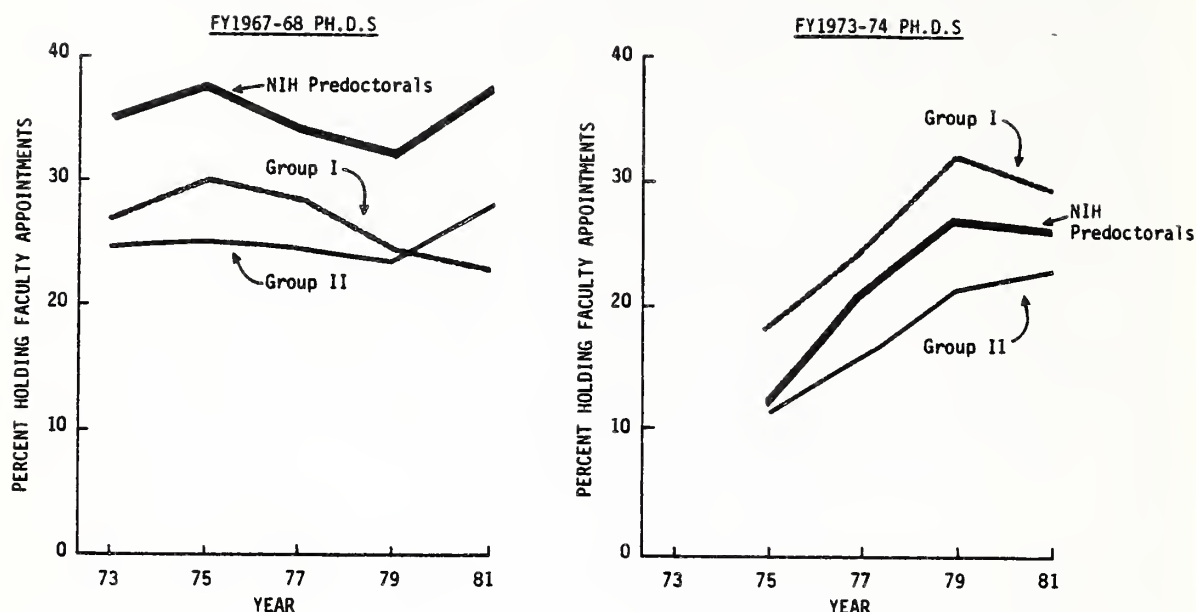 FY1967-68 PH.D.S
PERCENT HOLDING FACULTY APPOINTMENTS
40
30
20
10
0
NIH Predoctorals
Group I
Group II
73 75 77 79 81
YEAR
FY1973-74 PH.D.S
PERCENT HOLDING FACULTY APPOINTMENTS
40
30
20
10
0
Group I
NIH
Predoctorals
Group II
73 75 77 79 81
YEAR